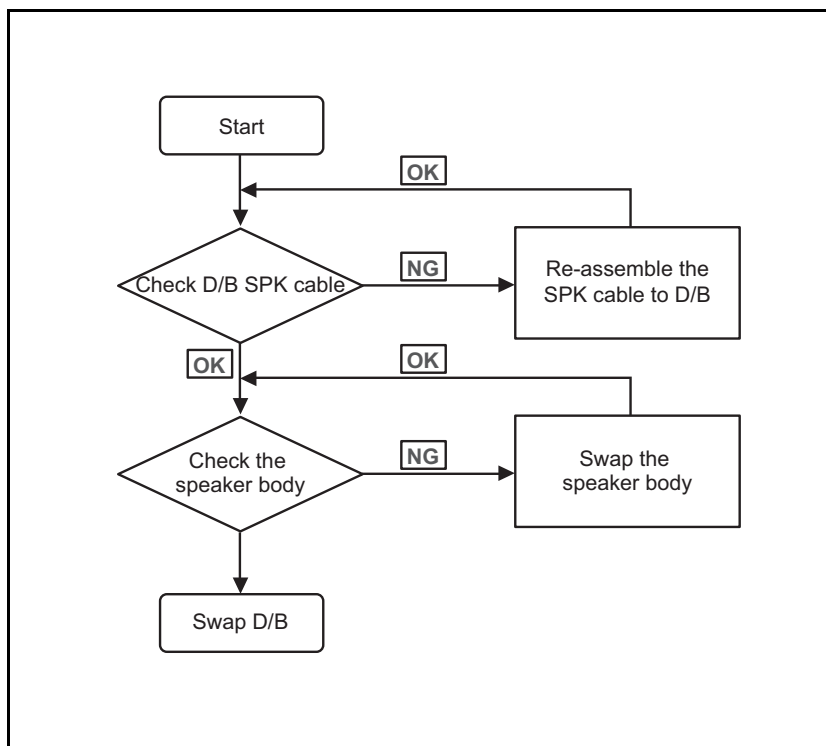 Start
OK
Check D/B SPK cable
NG
Re-assemble the
SPK cable to D/B
OK
OK
Check the
speaker body
NG
Swap the
speaker body
Swap D/B